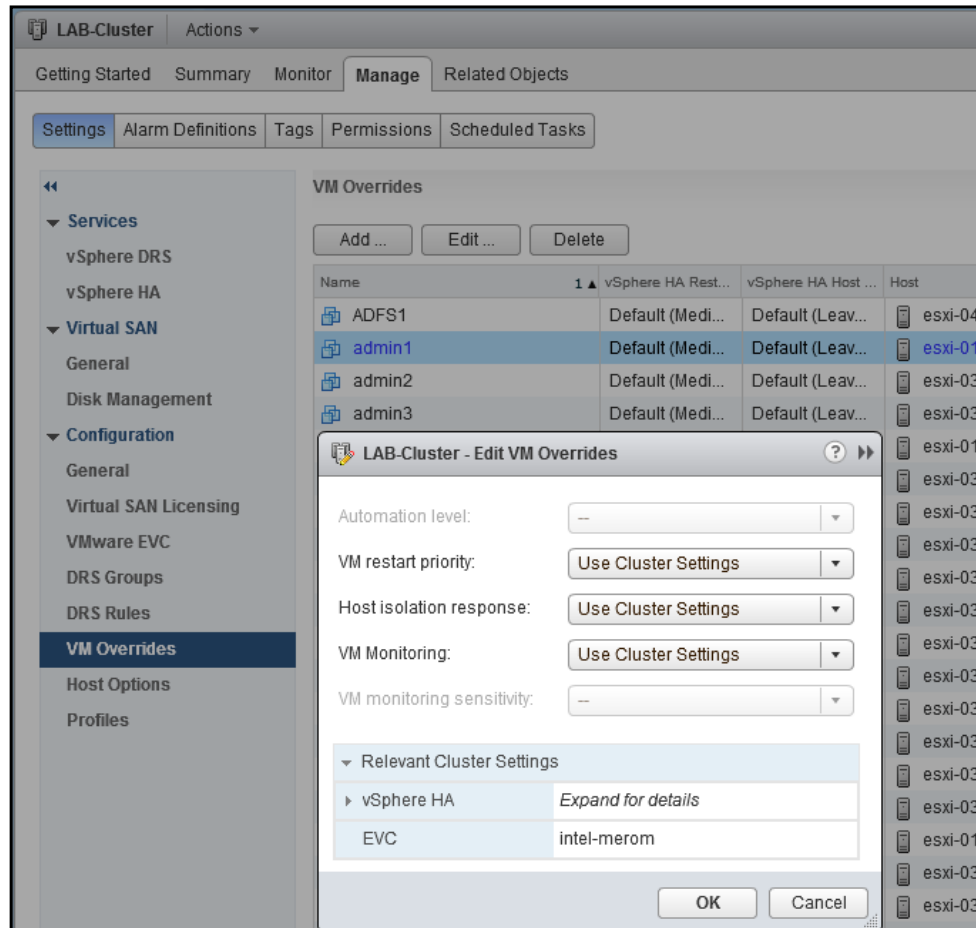 LAB-Cluster Actions
Getting Started Summary Monitor Manage Related Objects
Settings Alarm Definitions Tags Permissions Scheduled Tasks
VM Overrides
Services
vSphere DRS
vSphere HA
Virtual SAN
General
Disk Management
Configuration
General
Virtual SAN Licensing
VMware EVC
DRS Groups
DRS Rules
VM Overrides
Host Options
Profiles
Add ... Edit ... Delete
Name 1 vSphere HA Rest... vSphere HA Host ... Host
ADFS1 Default (Medi... Default (Leav... esxi-04
admin1 Default (Medi... Default (Leav... esxi-01
admin2 Default (Medi... Default (Leav... esxi-03
admin3 Default (Medi... Default (Leav... esxi-03
esxi-01
esxi-03
esxi-03
esxi-03
esxi-03
esxi-03
esxi-03
esxi-03
esxi-03
esxi-03
esxi-03
esxi-03
esxi-01
esxi-03
esxi-03
LAB-Cluster - Edit VM Overrides ?
Automation level: --
VM restart priority: Use Cluster Settings
Host isolation response: Use Cluster Settings
VM Monitoring: Use Cluster Settings
VM monitoring sensitivity: --
Relevant Cluster Settings
vSphere HA Expand for details
EVC intel-merom
OK Cancel